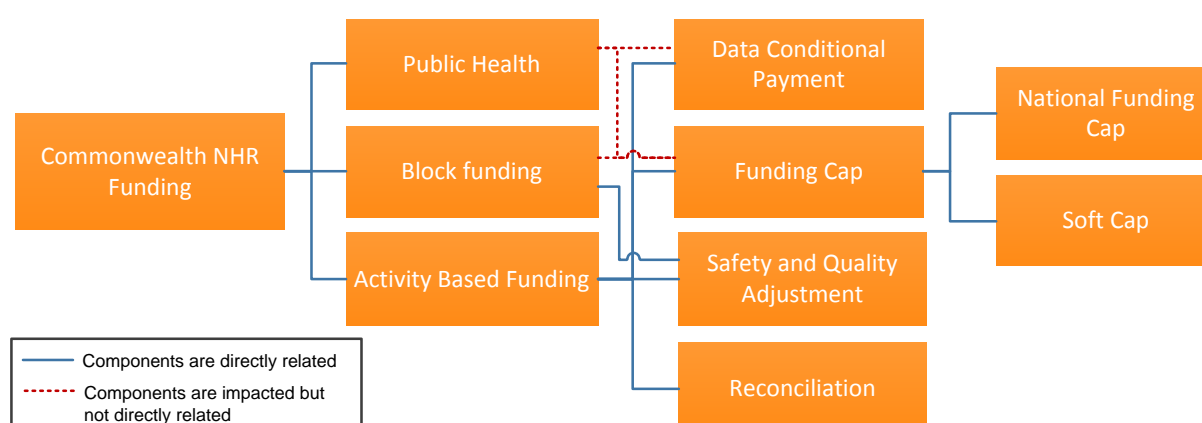 Commonwealth NHR
Funding
Public Health
Block funding
Activity Based Funding
Data Conditional
Payment
Funding Cap
Safety and Quality
Adjustment
Reconciliation
National Funding
Cap
Soft Cap
Components are directly related
Components are impacted but
not directly related